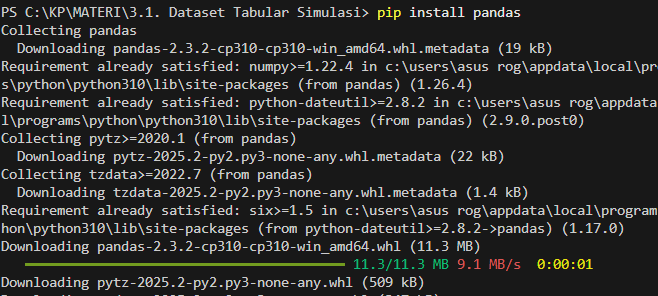 PS C:\KP\MATERI\3.1. Dataset Tabular Simulasi> pip install pandas
Collecting pandas
  Downloading pandas-2.3.2-cp310-cp310-win_amd64.whl.metadata (19 kB)
Requirement already satisfied: numpy>=1.22.4 in c:\users\asus rog\appdata\local\pr
s\python\python310\lib\site-packages (from pandas) (1.26.4)
Requirement already satisfied: python-dateutil>=2.8.2 in c:\users\asus rog\appdata
l\programs\python\python310\lib\site-packages (from pandas) (2.9.0.post0)
Collecting pytz>=2020.1 (from pandas)
  Downloading pytz-2025.2-py2.py3-none-any.whl.metadata (22 kB)
Collecting tzdata>=2022.7 (from pandas)
  Downloading tzdata-2025.2-py2.py3-none-any.whl.metadata (1.4 kB)
Requirement already satisfied: six>=1.5 in c:\users\asus rog\appdata\local\program
hon\python310\lib\site-packages (from python-dateutil>=2.8.2->pandas) (1.17.0)
Downloading pandas-2.3.2-cp310-cp310-win_amd64.whl (11.3 MB)
11.3/11.3 MB 9.1 MB/s 0:00:01
Downloading pytz-2025.2-py2.py3-none-any.whl (509 kB)